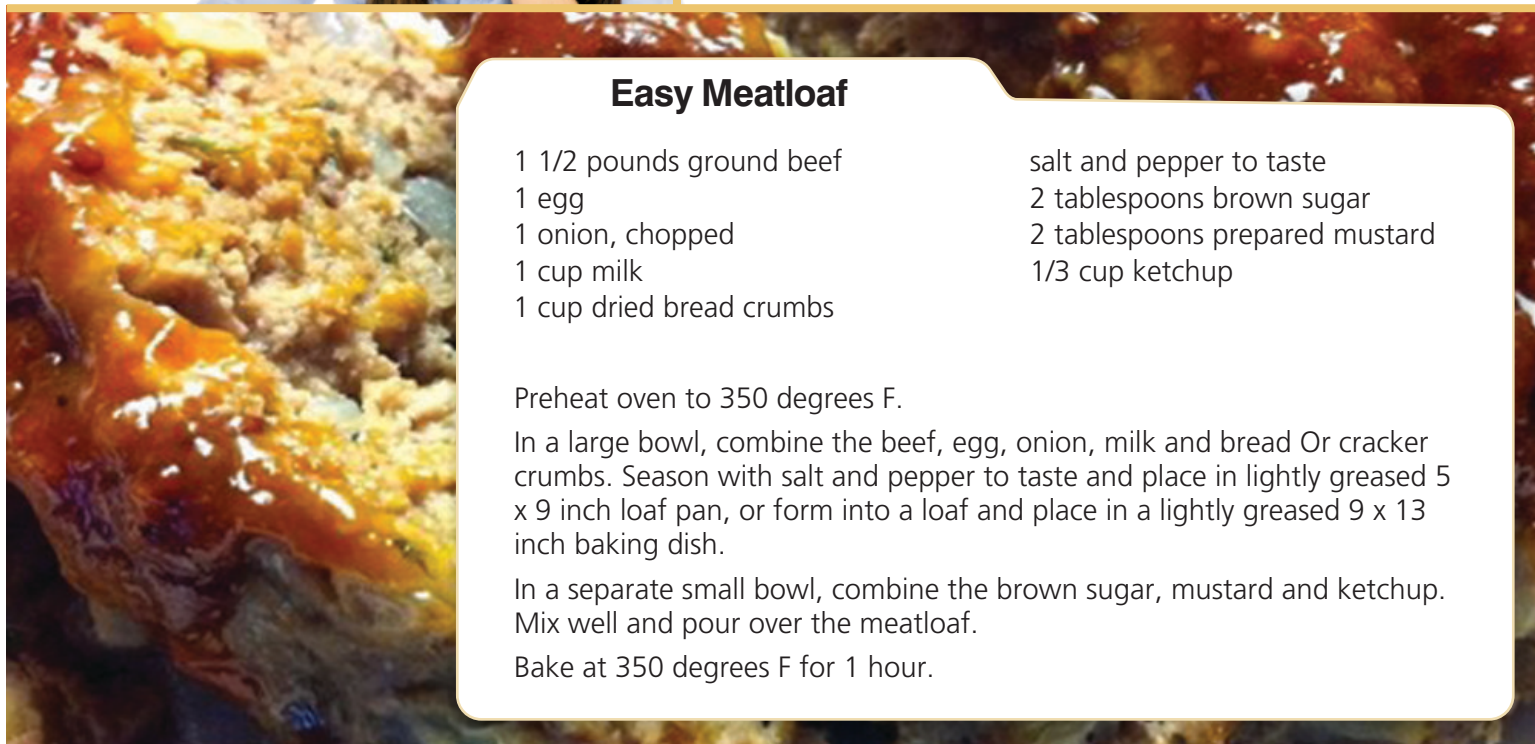 Easy Meatloaf
1 1/2 pounds ground beef
1 egg
1 onion, chopped
1 cup milk
1 cup dried bread crumbs
salt and pepper to taste
2 tablespoons brown sugar
2 tablespoons prepared mustard
1/3 cup ketchup
Preheat oven to 350 degrees F.
In a large bowl, combine the beef, egg, onion, milk and bread Or cracker
crumbs. Season with salt and pepper to taste and place in lightly greased 5
x 9 inch loaf pan, or form into a loaf and place in a lightly greased 9 x 13
inch baking dish.
In a separate small bowl, combine the brown sugar, mustard and ketchup.
Mix well and pour over the meatloaf.
Bake at 350 degrees F for 1 hour.